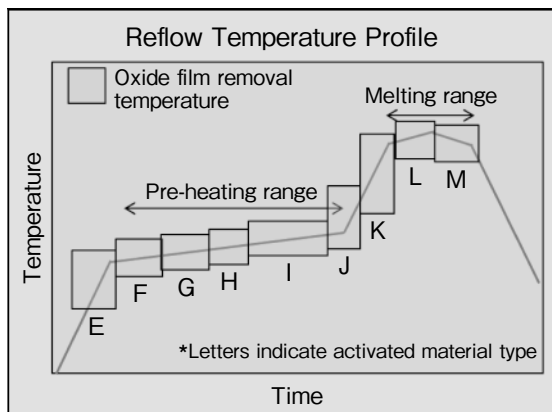 Reflow Temperature Profile
Oxide film removal
temperature
Melting range
Pre-heating range
Temperature
E
F
G
H
I
J
K
L
M
*Letters indicate activated material type
Time